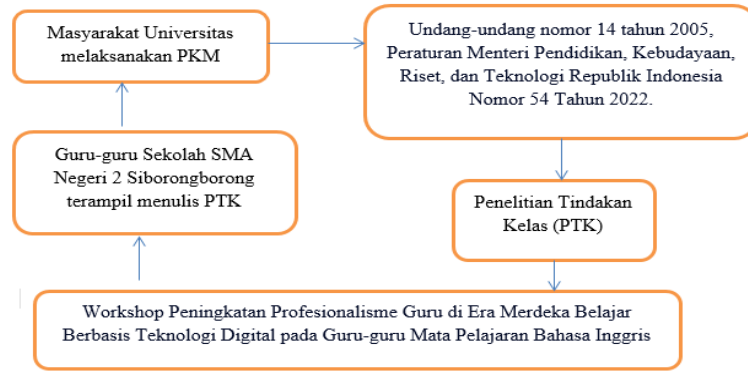 Masyarakat Universitas
melaksanakan PKM
Undang-undang nomor 14 tahun 2005,
Peraturan Menteri Pendidikan, Kebudayaan,
Riset, dan Teknologi Republik Indonesia
Nomor 54 Tahun 2022.
Guru-guru Sekolah SMA
Negeri 2 Siborongborong
terampil menulis PTK
Penelitian Tindakan
Kelas (PTK)
Workshop Peningkatan Profesionalisme Guru di Era Merdeka Belajar
Berbasis Teknologi Digital pada Guru-guru Mata Pelajaran Bahasa Inggris